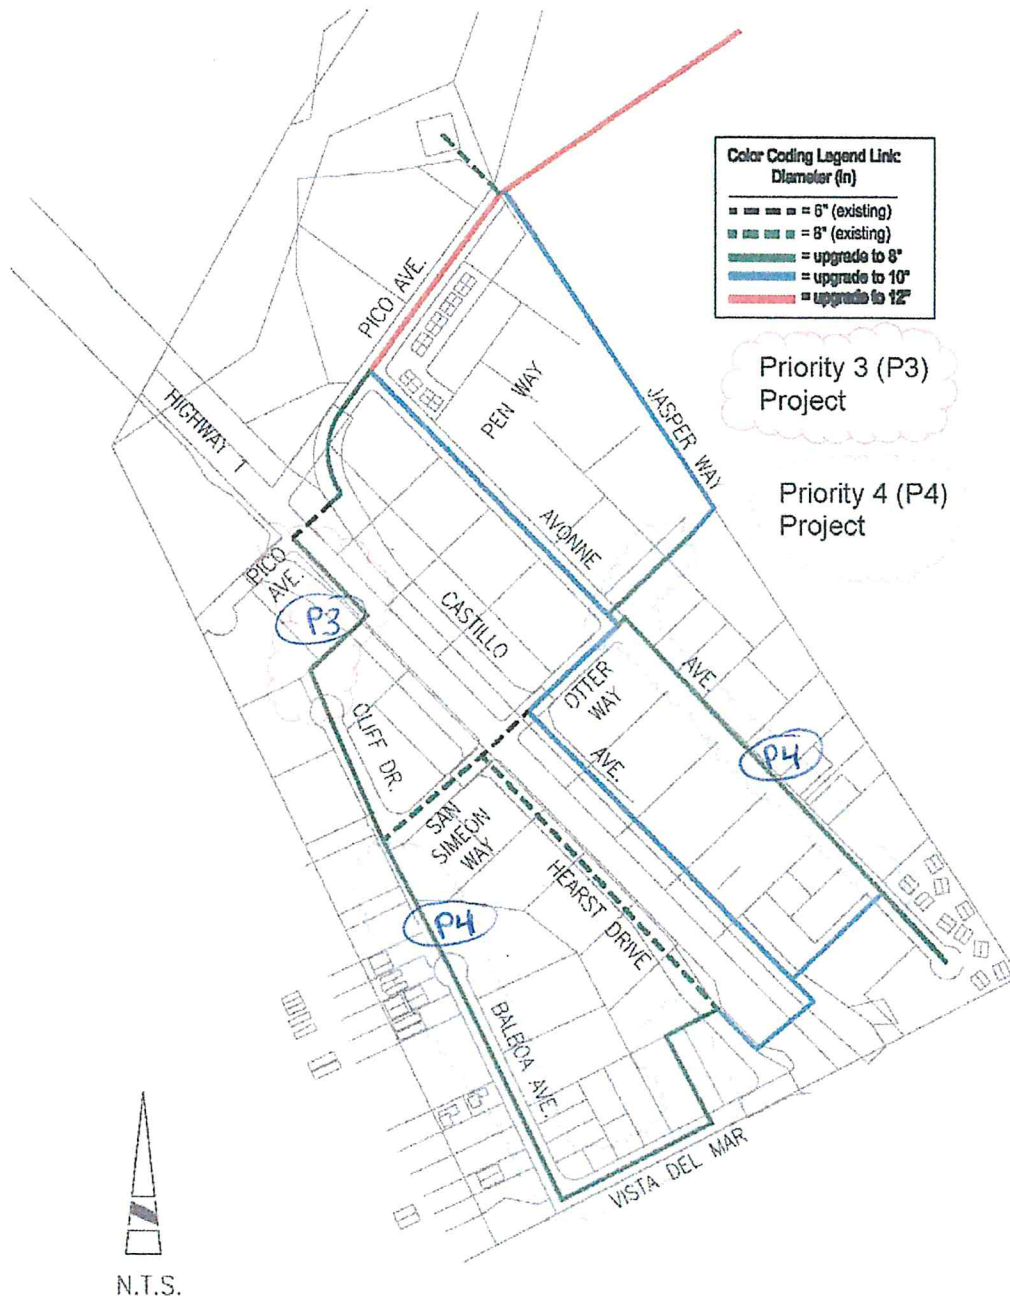 Color Coding Legend Link:
Diameter (in)
= 6" (existing)
= 8" (existing)
= upgrade to 8"
= upgrade to 10"
= upgrade to 12"
Priority 3 (P3)
Project
Priority 4 (P4)
Project
PICO AVE.
HIGHWAY 1
PEN WAY
JASPER WAY
AVONNE
AVE.
PICO
AVE.
P3
CASTILLO
AVE.
OTTER
WAY
CLIFF DR.
P4
SAN
SIMEON
WAY
HEARST DRIVE
P4
BALBOA AVE.
VISTA DEL MAR
N.T.S.